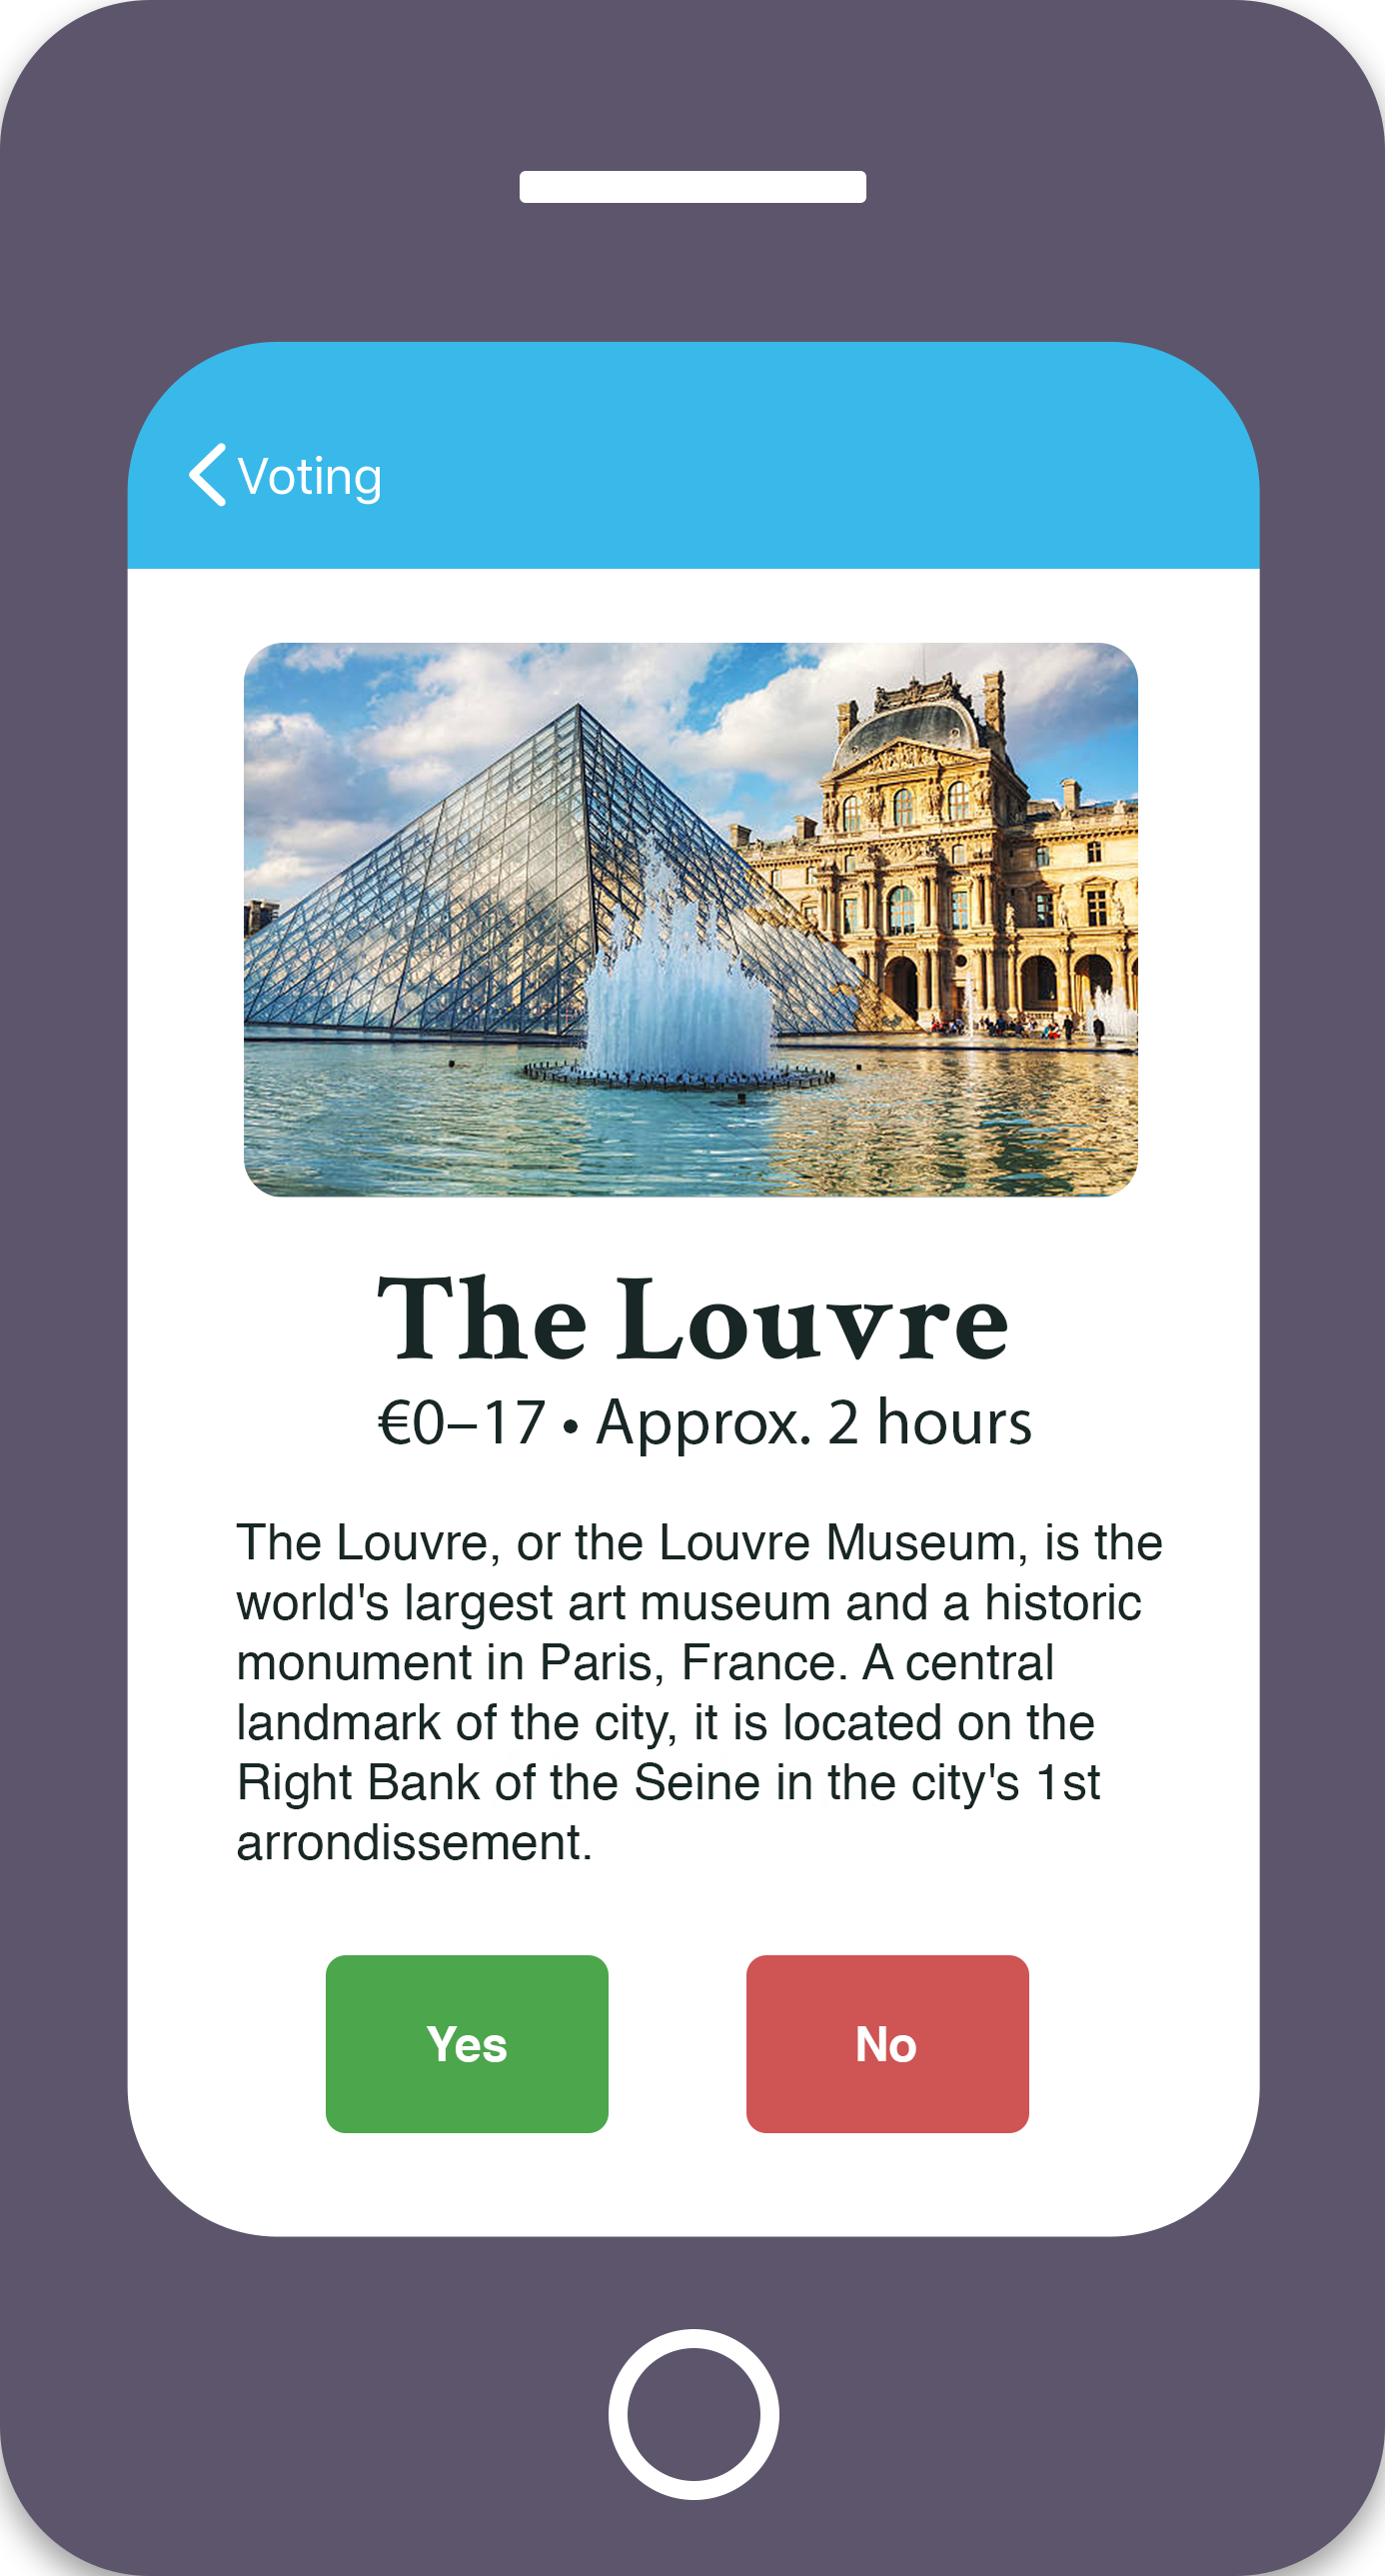 Voting
The Louvre
€0–17 • Approx. 2 hours
The Louvre, or the Louvre Museum, is the
world's largest art museum and a historic
monument in Paris, France. A central
landmark of the city, it is located on the
Right Bank of the Seine in the city's 1st
arrondissement.
Yes
No